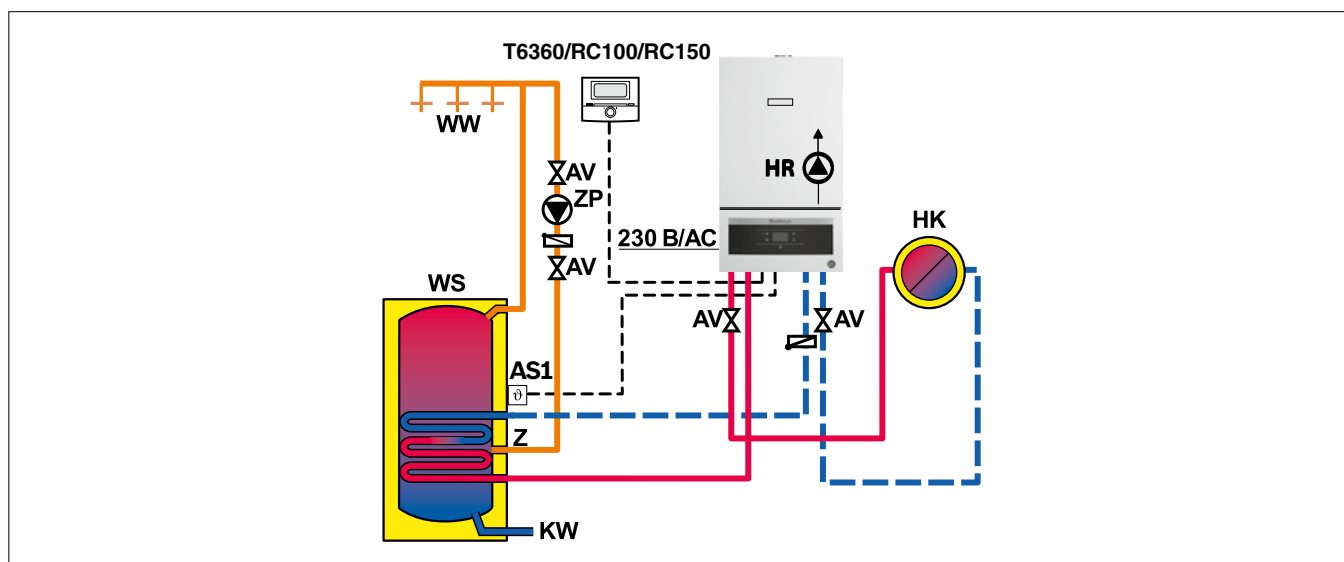 T6360/RC100/RC150
WW
AV
ZP
HR
230 B/AC
HK
AV
WS
AV
AV
AS1
ϑ
Z
KW